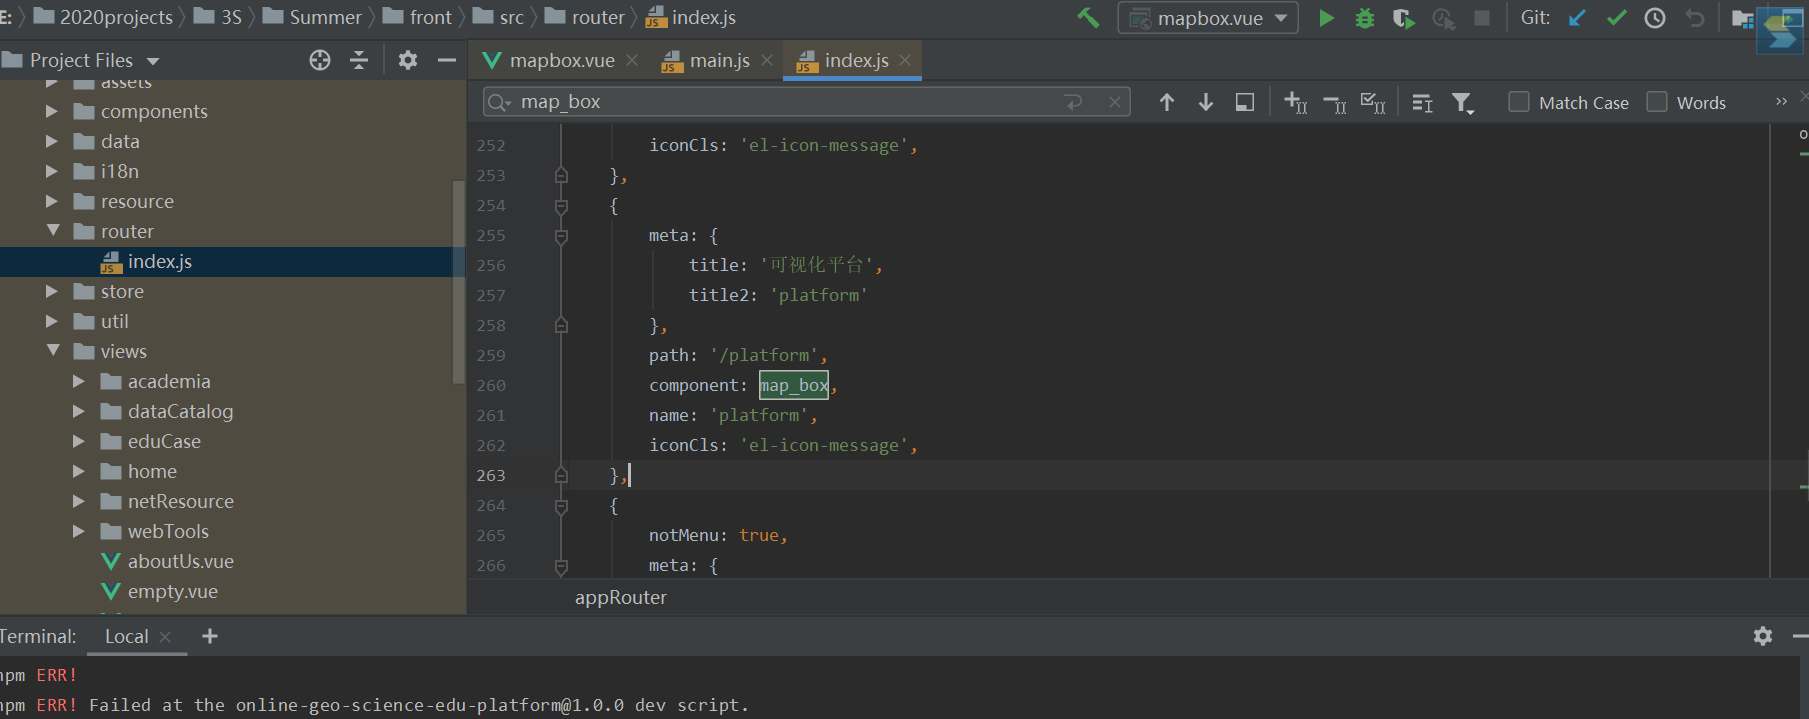 E: 2020projects 3S Summer front src router index.js mapbox.vue Git:
Project Files mapbox.vue main.js index.js
map_box Match Case Words
assets
components
data
i18n
resource
router
index.js
store
util
views
academia
dataCatalog
eduCase
home
netResource
webTools
aboutUs.vue
empty.vue
252 iconCls: 'el-icon-message',
253 },
254 {
255 meta: {
256 title: '可视化平台',
257 title2: 'platform'
258 },
259 path: '/platform',
260 component: map_box,
261 name: 'platform',
262 iconCls: 'el-icon-message',
263 },
264 {
265 notMenu: true,
266 meta: {
appRouter
Terminal: Local
npm ERR!
npm ERR! Failed at the online-geo-science-edu-platform@1.0.0 dev script.